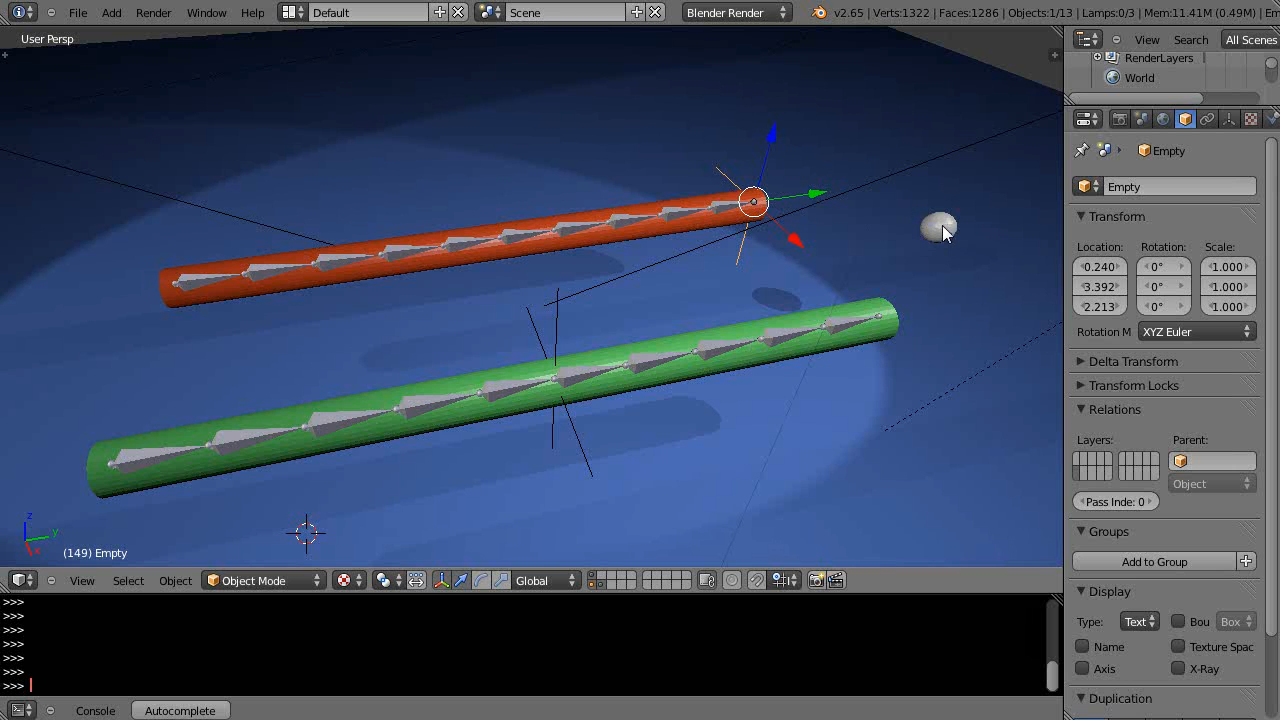 File Add Render Window Help Default Scene Blender Render v2.65 | Verts:1322 | Faces:1286 | Objects:1/13 | Lamps:0/3 | Mem:11.41M (0.49M) |
User Persp
View Search All Scenes
RenderLayers
World
Empty
Empty
Transform
Location: Rotation: Scale:
0.240 0° 1.000
3.392 0° 1.000
2.213 0° 1.000
Rotation M XYZ Euler
Delta Transform
Transform Locks
Relations
Layers: Parent:
Object
Pass Inde: 0
Groups
Add to Group
Display
Type: Text Bou Box
Name Texture Spac
Axis X-Ray
Duplication
z
y
x
(149) Empty
View Select Object Object Mode Global
>>>
>>>
>>>
>>>
>>>
>>>
>>>
Console Autocomplete